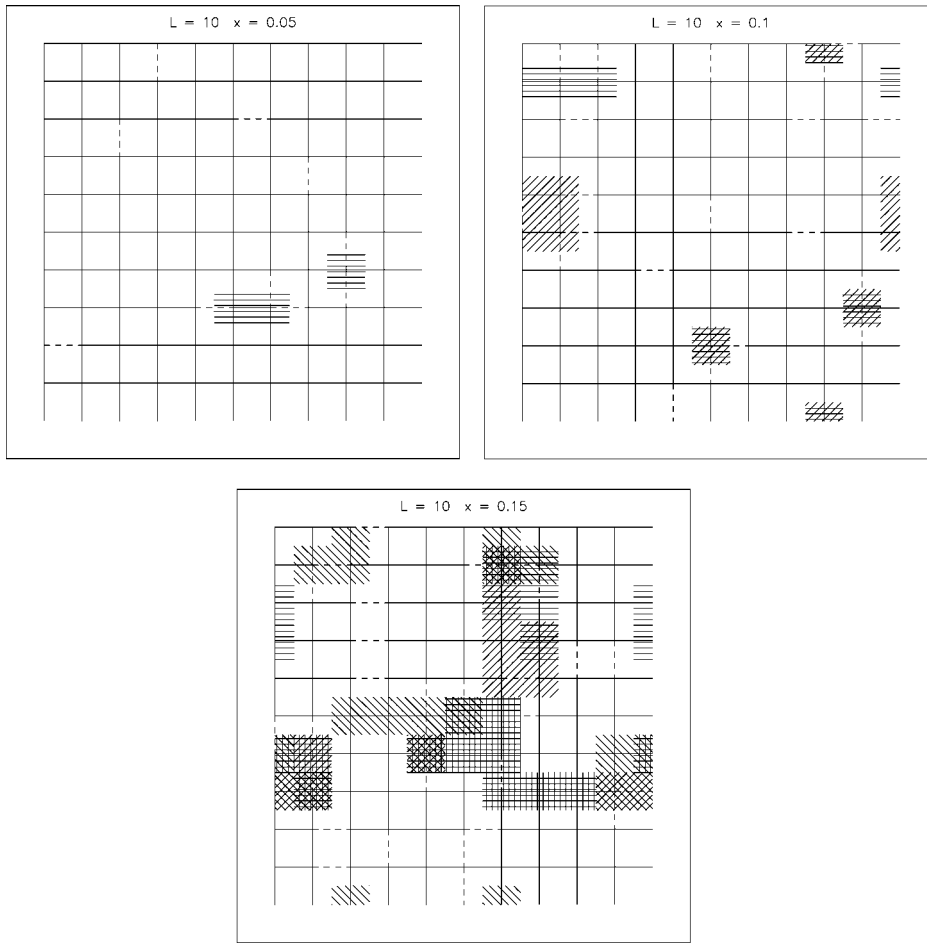 L = 10 x = 0.05
L = 10 x = 0.1
L = 10 x = 0.15